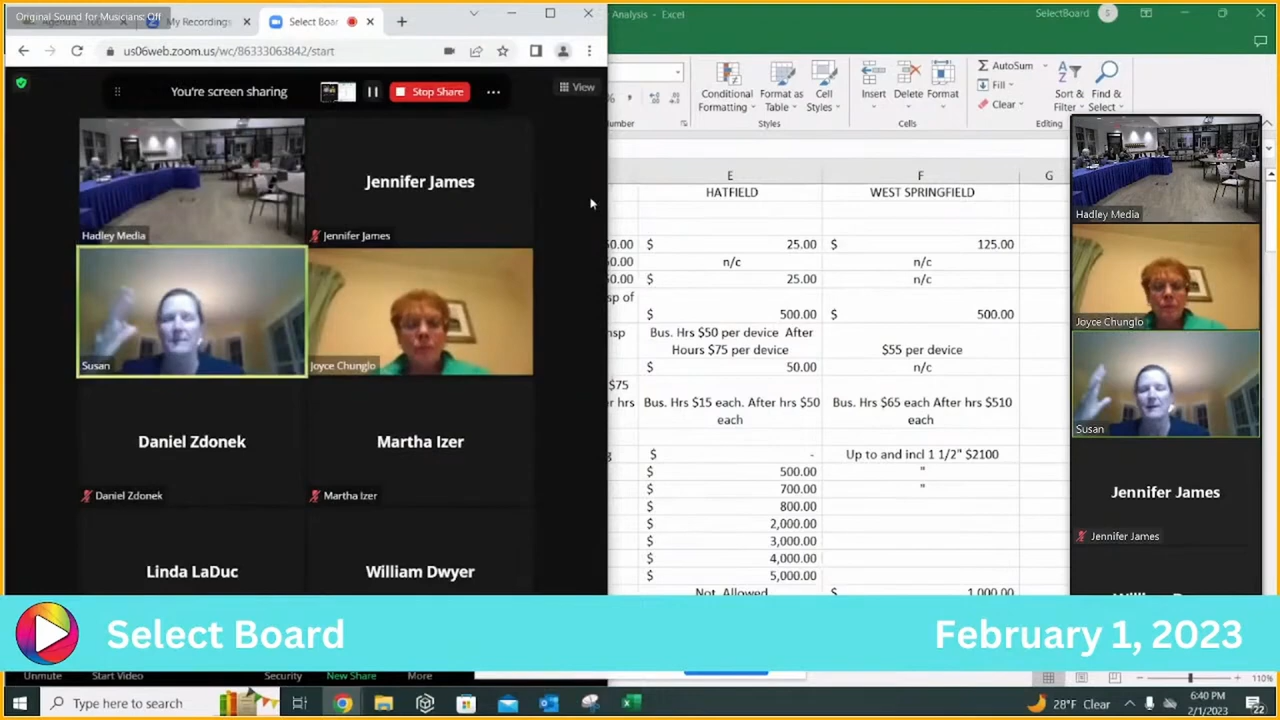 Original Sound for Musicians: Off
My Recordings
Select Boar
us06web.zoom.us/wc/86333063842/start
You're screen sharing
Stop Share
View
Hadley Media
Jennifer James
Jennifer James
Susan
Joyce Chunglo
Daniel Zdonek
Daniel Zdonek
Martha Izer
Martha Izer
Linda LaDuc
William Dwyer
Analysis - Excel
SelectBoard
S
Conditional Formatting
Format as Table
Cell Styles
Insert
Delete
Format
AutoSum
Fill
Clear
Sort & Filter
Find & Select
Styles
Cells
Editing
E F G
HATFIELD WEST SPRINGFIELD
$ 25.00 $ 125.00
n/c n/c
$ 25.00 n/c
sp of
$ 500.00 $ 500.00
Bus. Hrs $50 per device After
Hours $75 per device $55 per device
$ 50.00 n/c
$75
r hrs Bus. Hrs $15 each. After hrs $50 Bus. Hrs $65 each After hrs $510
each each
$ - Up to and incl 1 1/2" $2100
$ 500.00 "
$ 700.00 "
$ 800.00
$ 2,000.00
$ 3,000.00
$ 4,000.00
$ 5,000.00
Not Allowed $ 1,000.00
Hadley Media
Joyce Chunglo
Susan
Jennifer James
Jennifer James
Select Board
February 1, 2023
Unmute
Start Video
Security
New Share
More
110%
Type here to search
28°F Clear
6:40 PM
2/1/2023
22